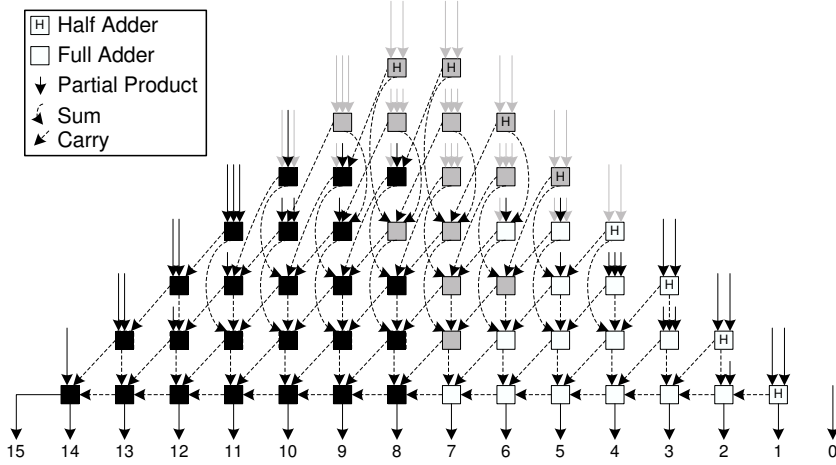 H Half Adder
Full Adder
Partial Product
Sum
Carry
H H
H
H
H
H
H
H
15 14 13 12 11 10 9 8 7 6 5 4 3 2 1 0